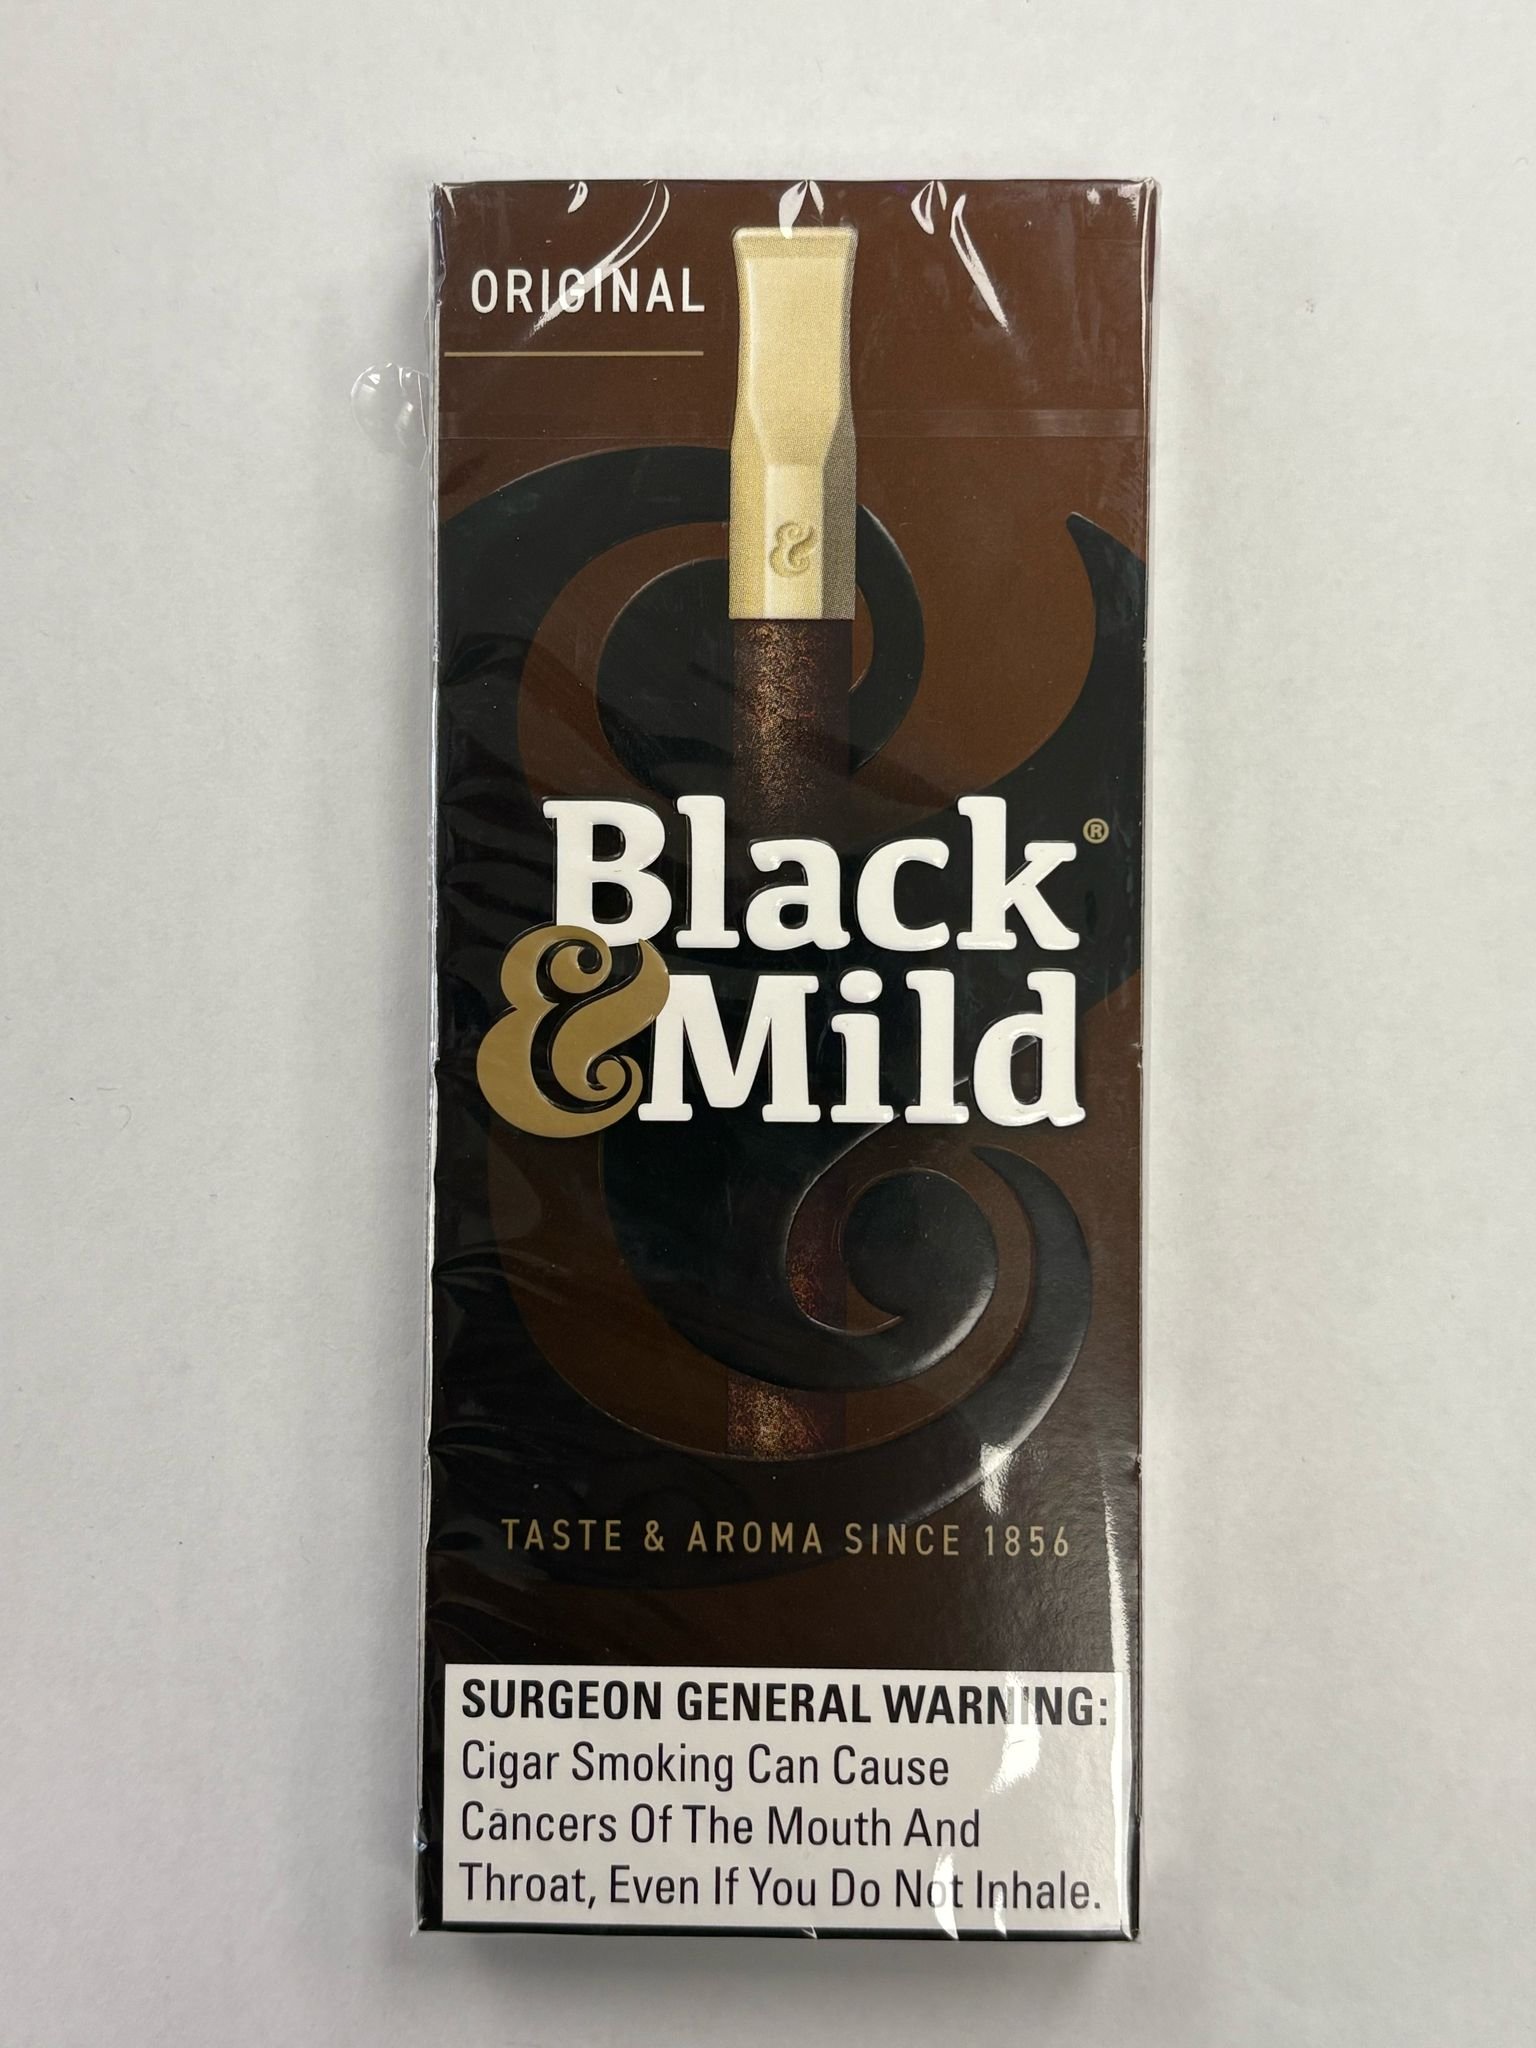 ORIGINAL
&
Black®
& Mild
TASTE & AROMA SINCE 1856
SURGEON GENERAL WARNING:
Cigar Smoking Can Cause
Cancers Of The Mouth And
Throat, Even If You Do Not Inhale.